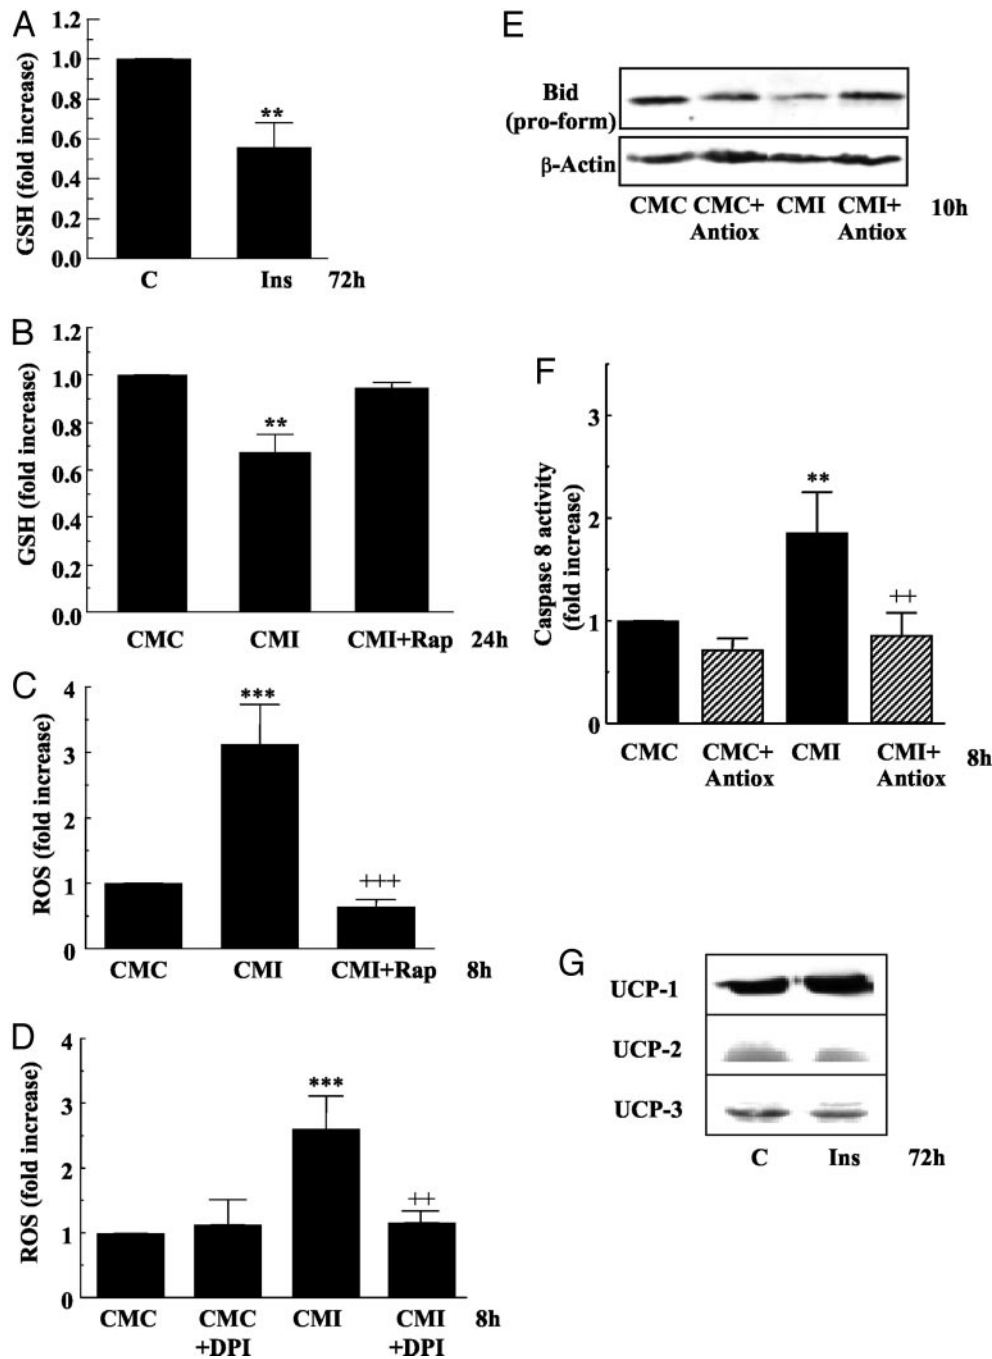 A
GSH (fold increase)
1.2
1.0
0.8
0.6
0.4
0.2
0.0
**
C Ins 72h
B
GSH (fold increase)
1.2
1.0
0.8
0.6
0.4
0.2
0.0
**
CMC CMI CMI+Rap 24h
C
ROS (fold increase)
4
3
2
1
0
***
+++
CMC CMI CMI+Rap 8h
D
ROS (fold increase)
4
3
2
1
0
***
++
CMC CMC CMI CMI 8h
+DPI +DPI
E
Bid
(pro-form)
β-Actin
CMC CMC+ CMI CMI+ 10h
Antiox Antiox
F
Caspase 8 activity
(fold increase)
3
2
1
0
**
++
CMC CMC+ CMI CMI+ 8h
Antiox Antiox
G
UCP-1
UCP-2
UCP-3
C Ins 72h